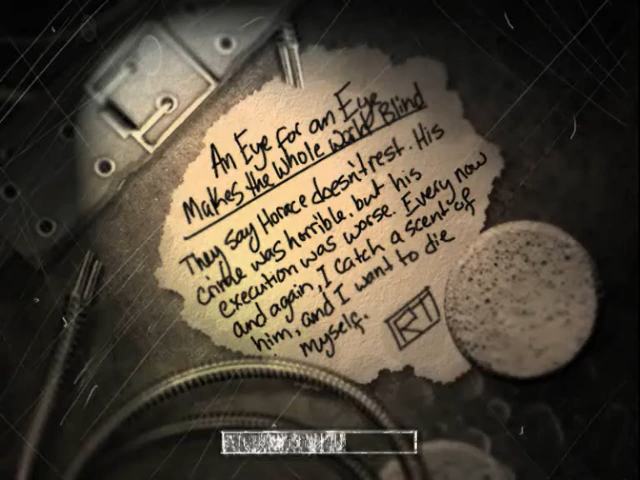 An Eye for an Eye
Makes the Whole World Blind
They say Horace doesn't rest. His
crime was horrible, but his
execution was worse. Every now
and again, I catch a scent of
him, and I want to die
myself.
RT